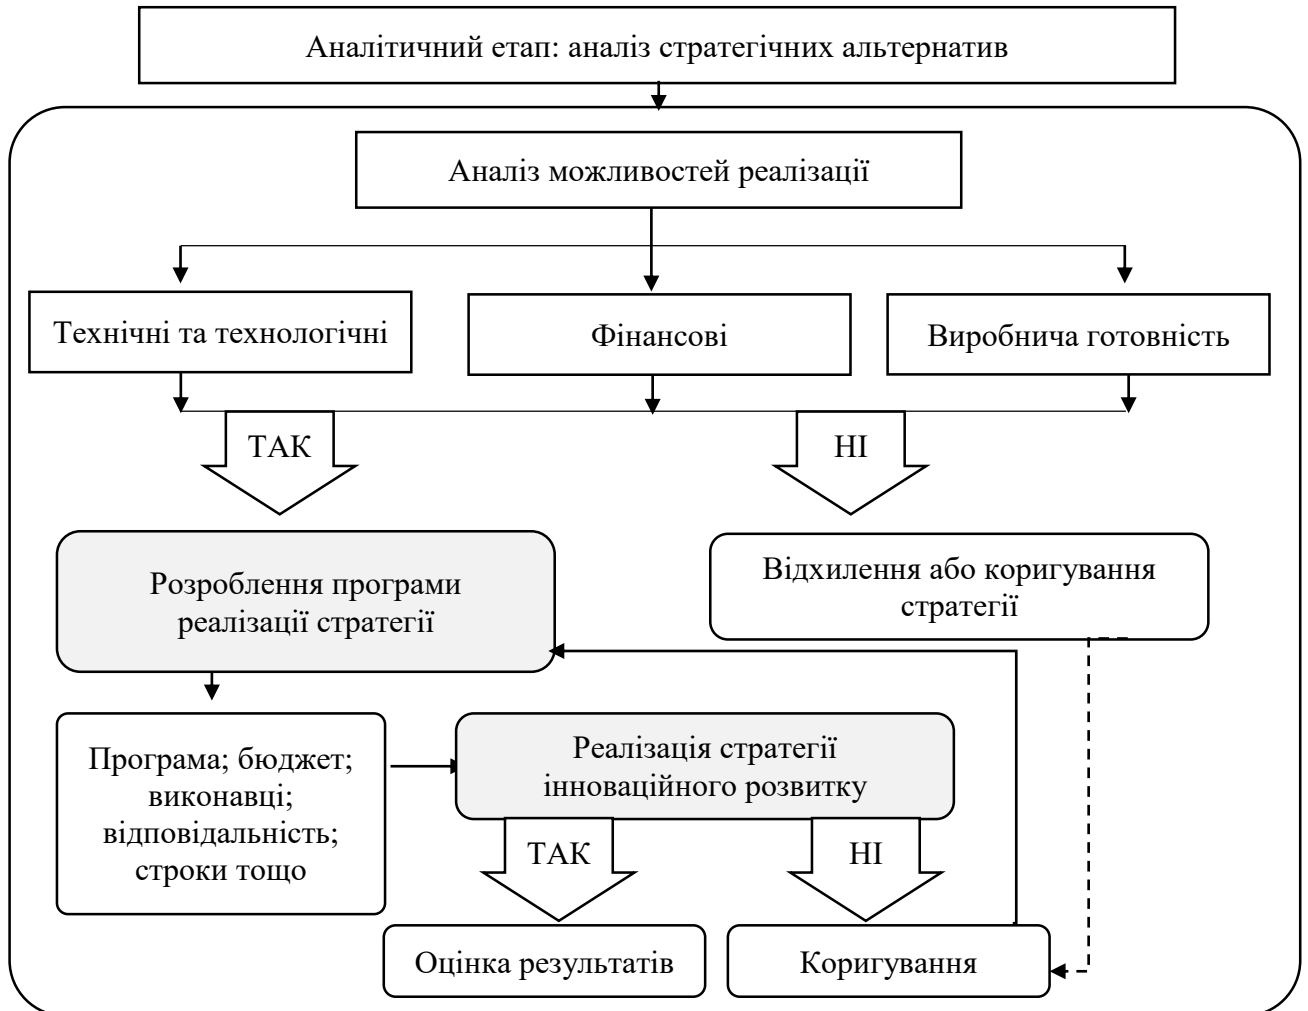 Аналітичний етап: аналіз стратегічних альтернатив
Аналіз можливостей реалізації
Технічні та технологічні
Фінансові
Виробнича готовність
ТАК
НІ
Розроблення програми
реалізації стратегії
Відхилення або коригування
стратегії
Програма; бюджет;
виконавці;
відповідальність;
строки тощо
Реалізація стратегії
інноваційного розвитку
ТАК
НІ
Оцінка результатів
Коригування